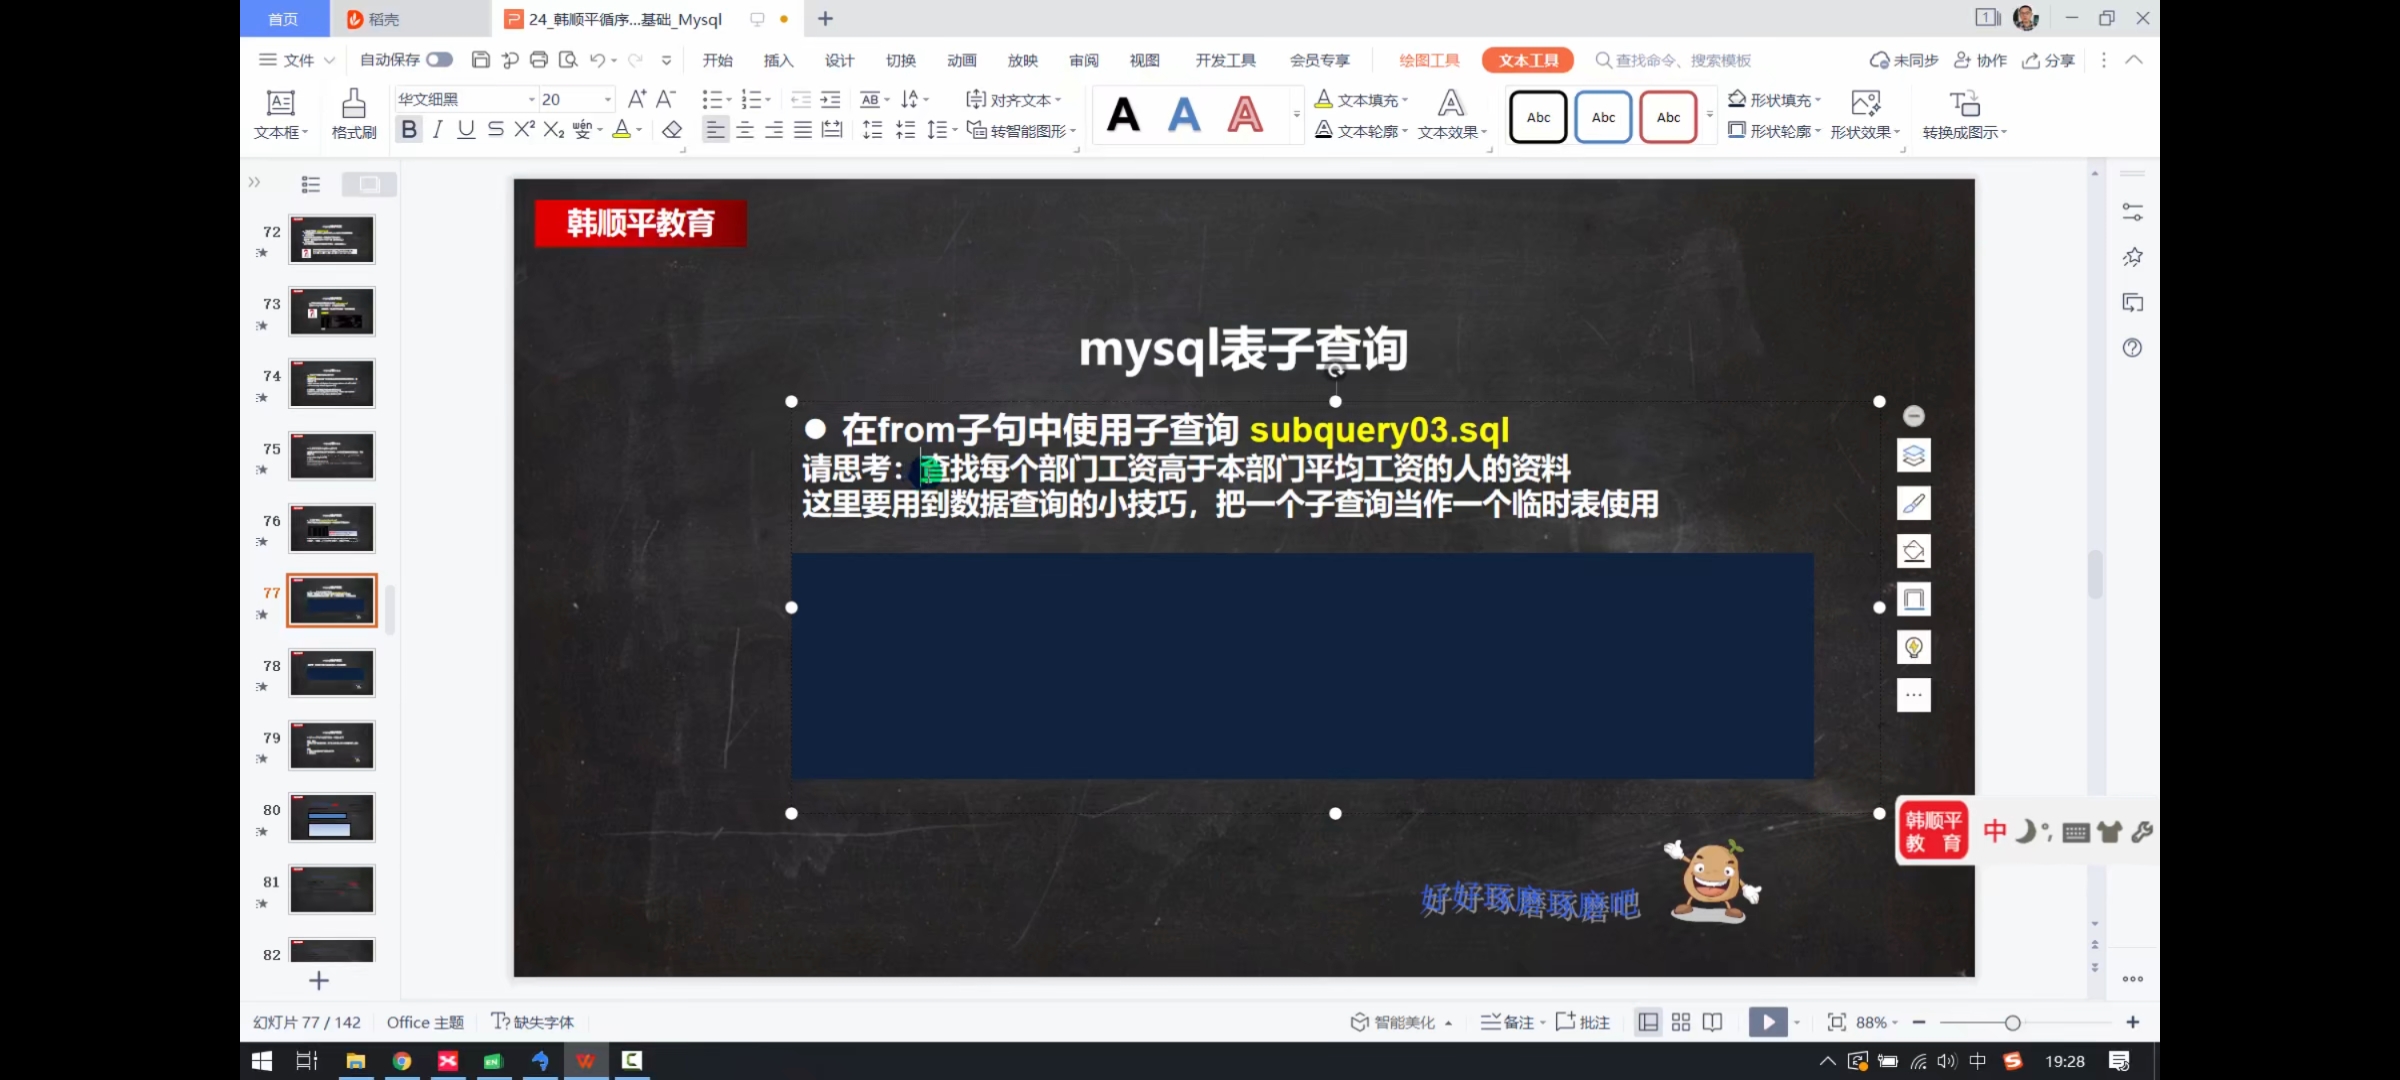 首页
稻壳
24_韩顺平循序...基础_Mysql
文件
自动保存
开始
插入
设计
切换
动画
放映
审阅
视图
开发工具
会员专享
绘图工具
文本工具
查找命令、搜索模板
未同步
协作
分享
文本框
格式刷
华文细黑
20
对齐文本
转智能图形
文本填充
文本轮廓
文本效果
Abc
Abc
Abc
形状填充
形状轮廓
形状效果
转换成图示
72
73
74
75
76
77
78
79
80
81
82
韩顺平教育
mysql表子查询
在from子句中使用子查询 subquery03.sql
请思考：查找每个部门工资高于本部门平均工资的人的资料
这里要用到数据查询的小技巧，把一个子查询当作一个临时表使用
好好琢磨琢磨吧
韩顺平
教 育
中
幻灯片 77 / 142
Office 主题
缺失字体
智能美化
备注
批注
88%
中
19:28